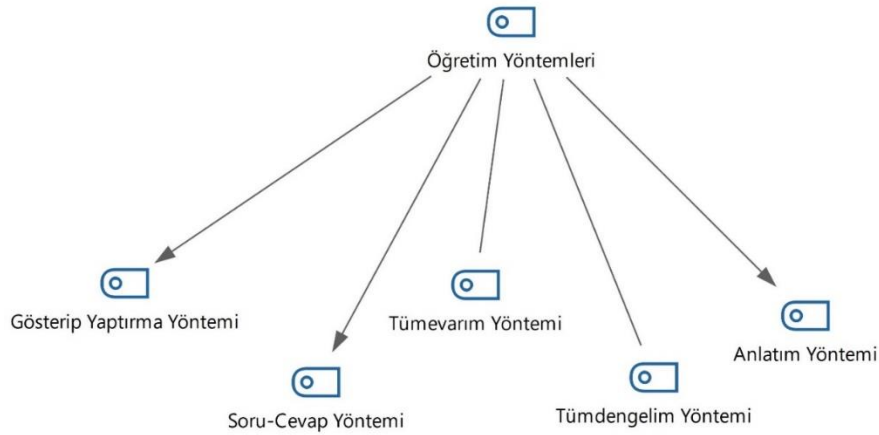 Öğretim Yöntemleri
Gösterip Yaptırma Yöntemi
Tümevarım Yöntemi
Anlatım Yöntemi
Soru-Cevap Yöntemi
Tümdengelim Yöntemi